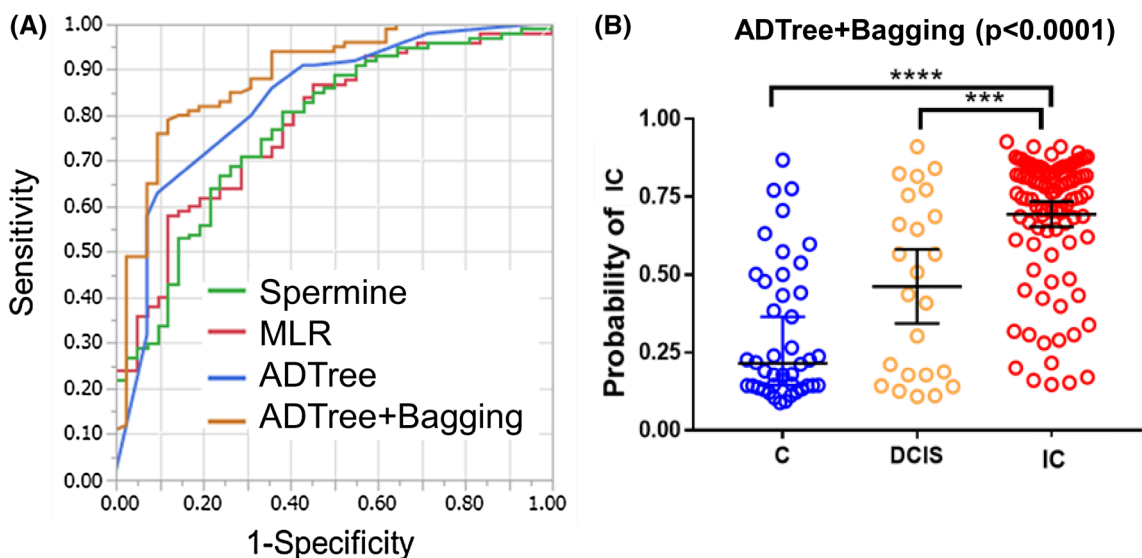 (A)
1.00
0.90
0.80
0.70
0.60
0.50
0.40
0.30
0.20
0.10
0.00
Sensitivity
Spermine
MLR
ADTree
ADTree+Bagging
0.00 0.20 0.40 0.60 0.80 1.00
1-Specificity
(B)
ADTree+Bagging (p<0.0001)
****
***
1.00
0.75
0.50
0.25
0.00
Probability of IC
C DCIS IC